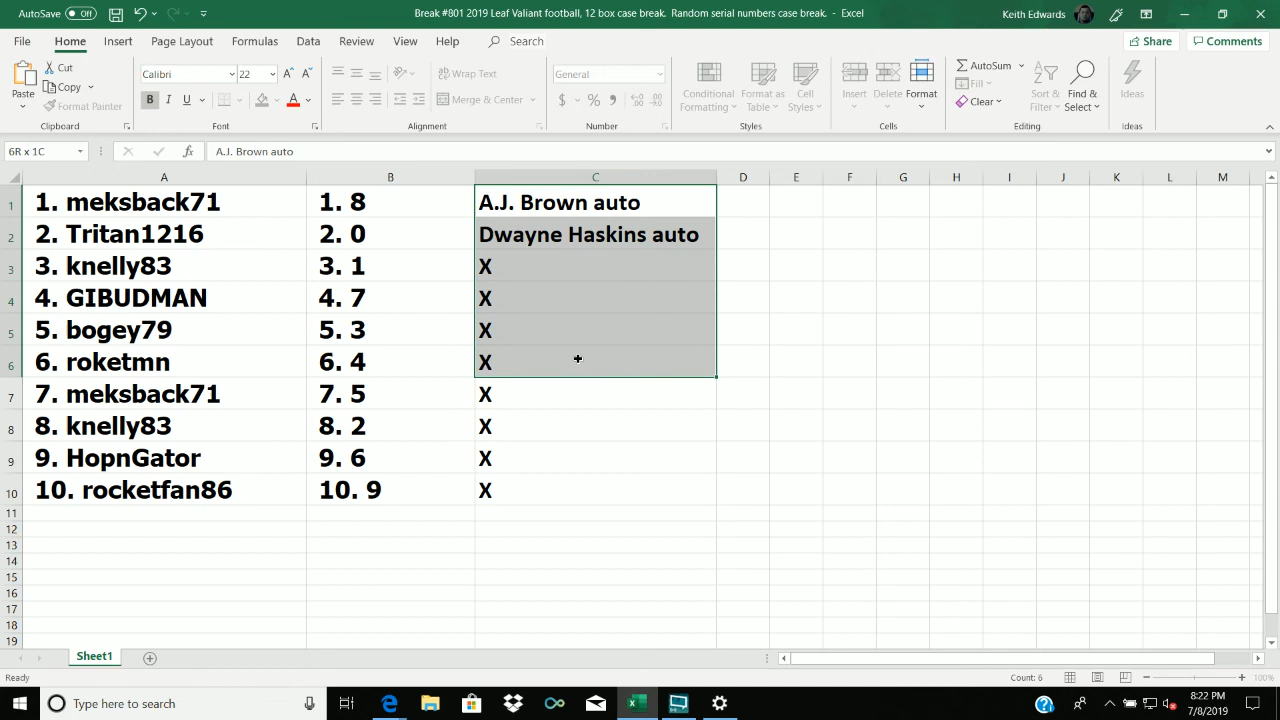 AutoSave Off
Break #801 2019 Leaf Valiant football, 12 box case break. Random serial numbers case break. - Excel
Keith Edwards
File Home Insert Page Layout Formulas Data Review View Help Search Share Comments
Paste Cut Copy Format Painter Clipboard
Calibri 22 A A B I U A Font
Wrap Text Merge & Center Alignment
General $ % Number
Conditional Formatting Format as Table Cell Styles Styles
Insert Delete Format Cells
AutoSum Fill Clear Sort & Filter Find & Select Editing
Ideas Ideas
6R x 1C fx A.J. Brown auto
A B C D E F G H I J K L M
1 1. meksback71 1. 8 A.J. Brown auto
2 2. Tritan1216 2. 0 Dwayne Haskins auto
3 3. knelly83 3. 1 X
4 4. GIBUDMAN 4. 7 X
5 5. bogey79 5. 3 X
6 6. roketmn 6. 4 X
7 7. meksback71 7. 5 X
8 8. knelly83 8. 2 X
9 9. HopnGator 9. 6 X
10 10. rocketfan86 10. 9 X
11
12
13
14
15
16
17
18
19
Sheet1
Ready Count: 6 100%
Type here to search 8:22 PM
7/8/2019